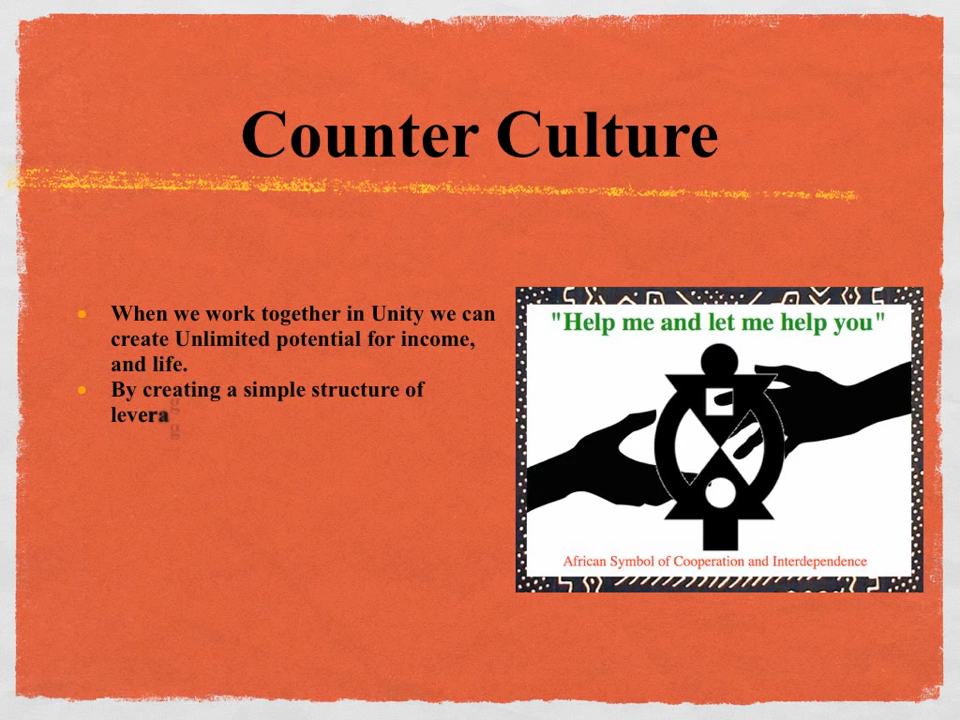 Counter Culture
• When we work together in Unity we can
create Unlimited potential for income,
and life.
• By creating a simple structure of
levera
"Help me and let me help you"
African Symbol of Cooperation and Interdependence